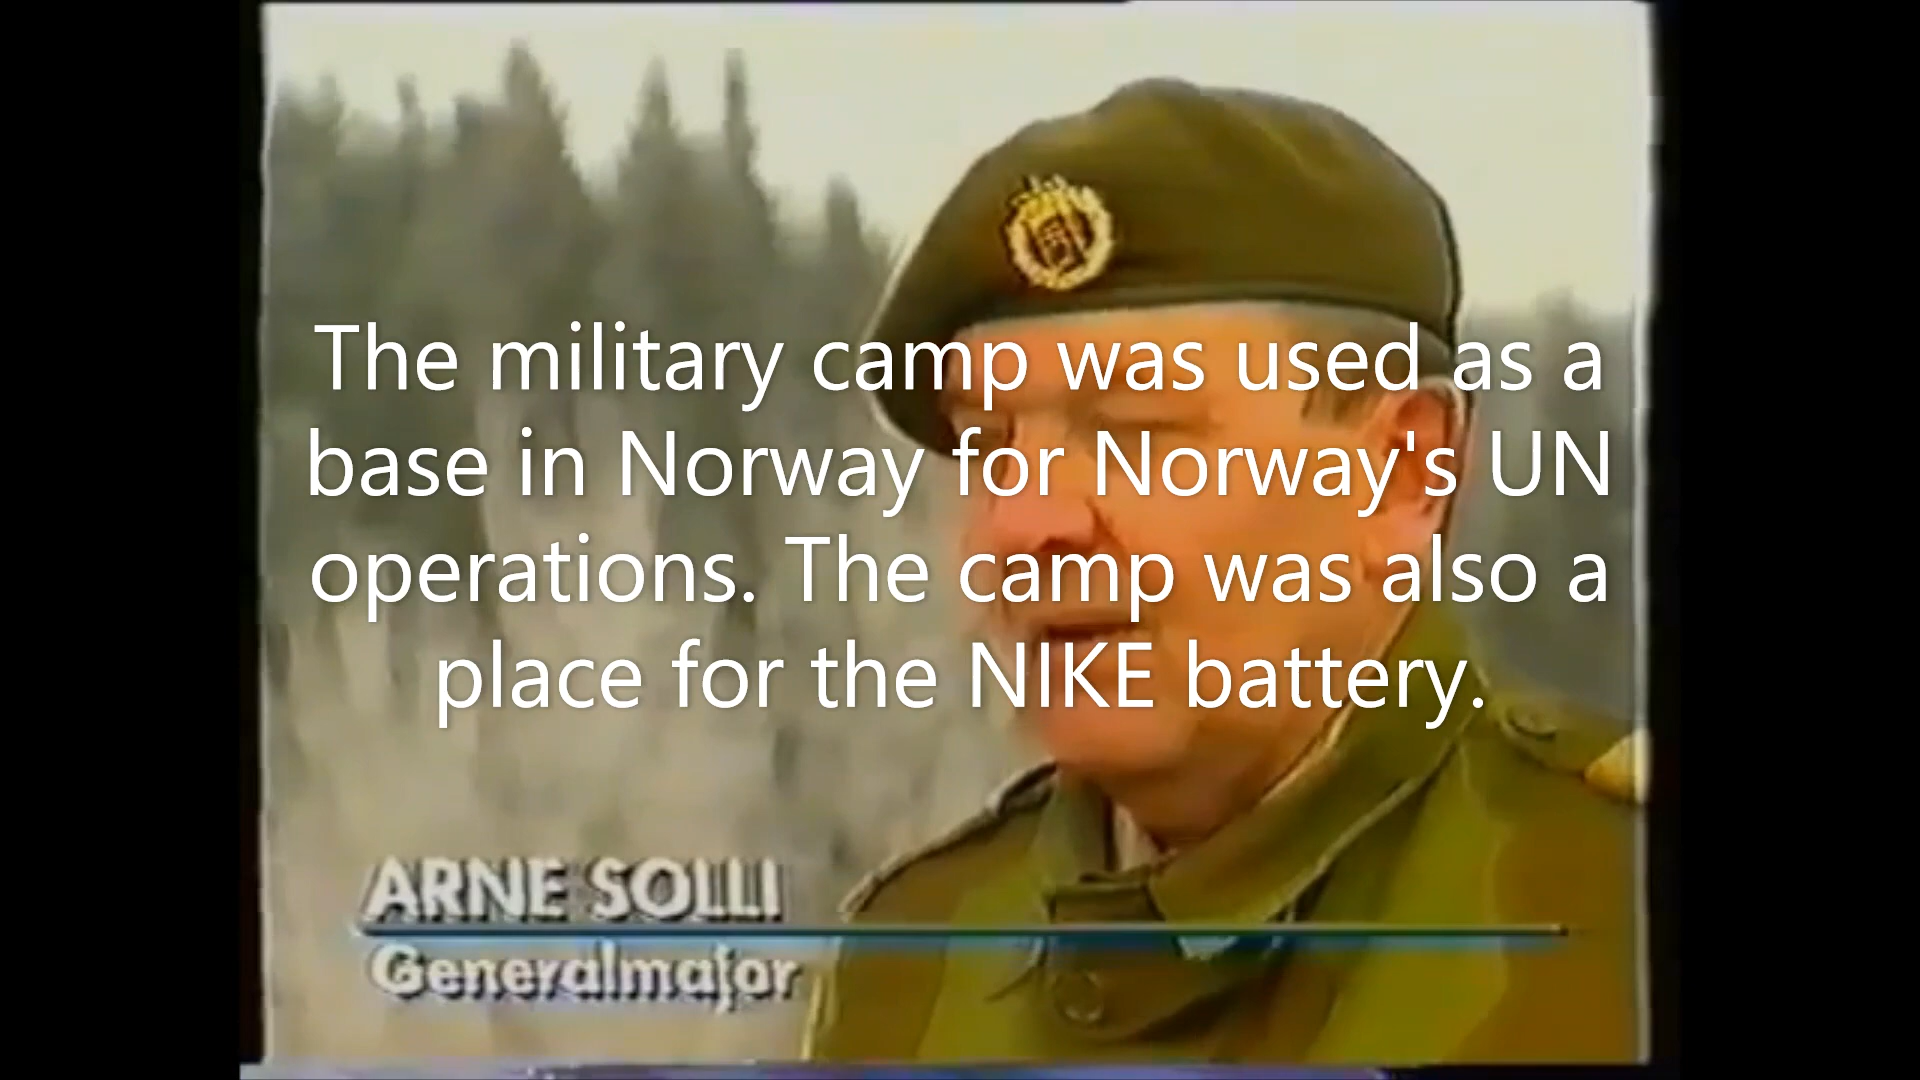 The military camp was used as a
base in Norway for Norway's UN
operations. The camp was also a
place for the NIKE battery.
ARNE SOLLI
Generalmajor